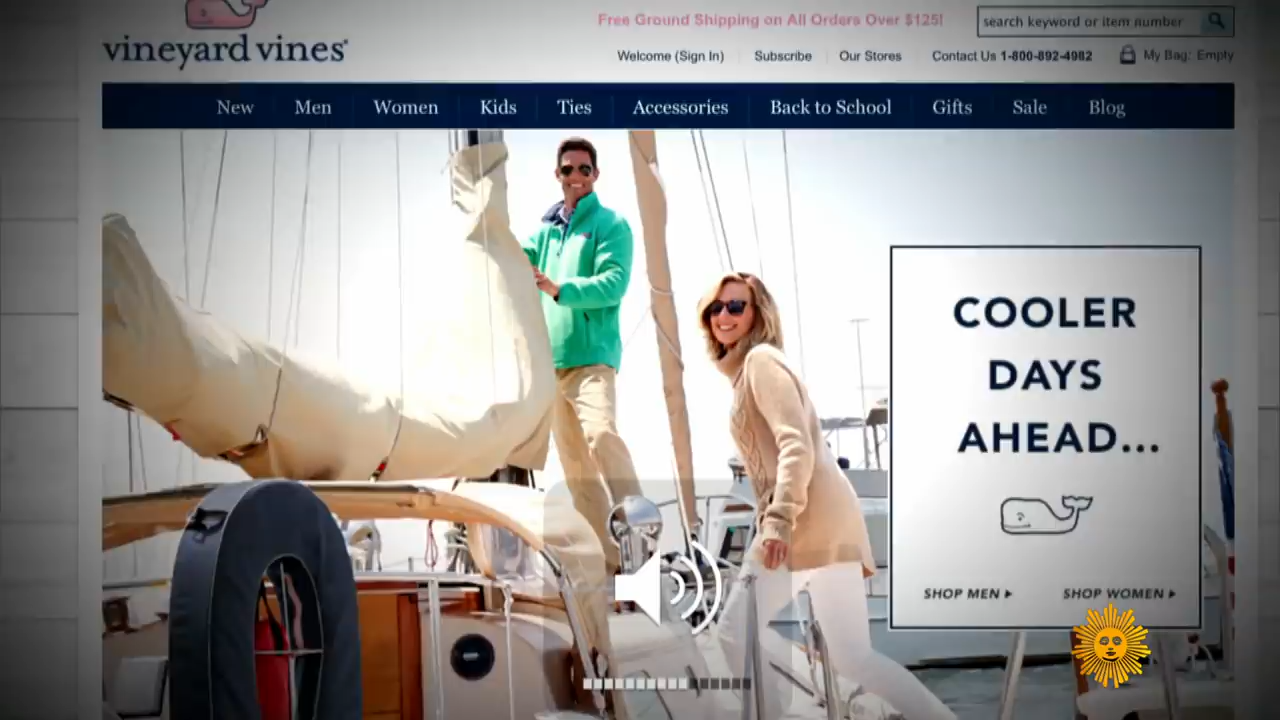 Free Ground Shipping on All Orders Over $125!
search keyword or item number
vineyard vines®
Welcome (Sign In) Subscribe Our Stores Contact Us 1-800-892-4982 My Bag: Empty
New Men Women Kids Ties Accessories Back to School Gifts Sale Blog
COOLER
DAYS
AHEAD...
SHOP MEN SHOP WOMEN